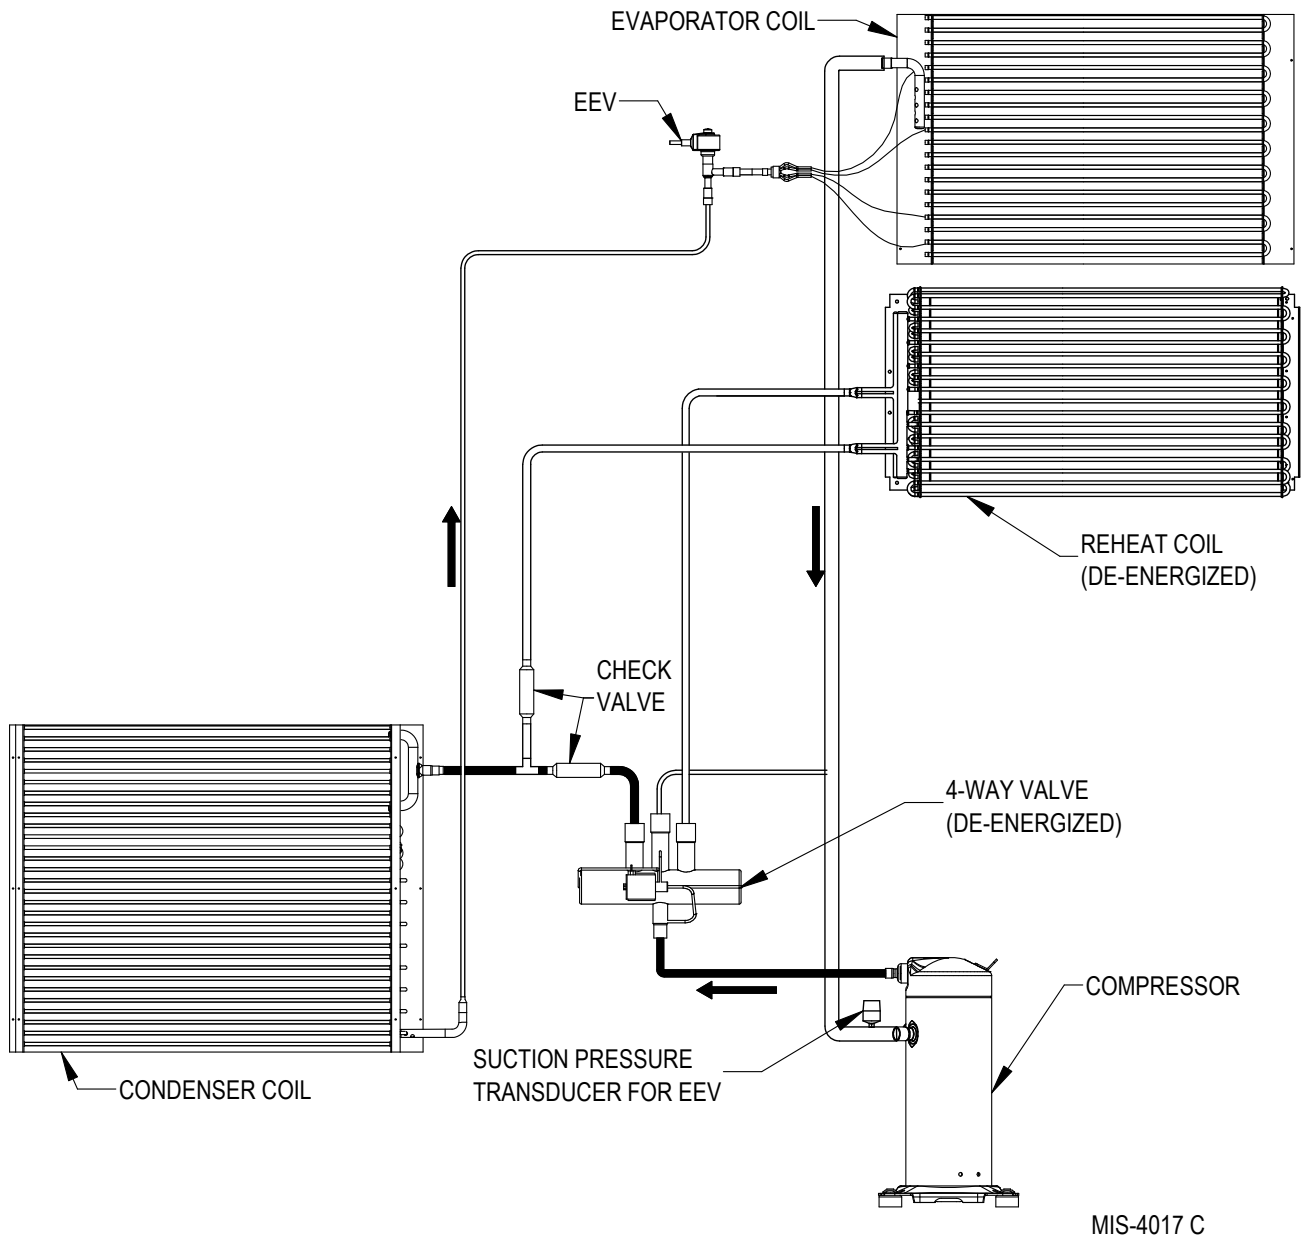 EVAPORATOR COIL
EEV
REHEAT COIL
(DE-ENERGIZED)
CHECK
VALVE
4-WAY VALVE
(DE-ENERGIZED)
COMPRESSOR
SUCTION PRESSURE
TRANSDUCER FOR EEV
CONDENSER COIL
MIS-4017 C